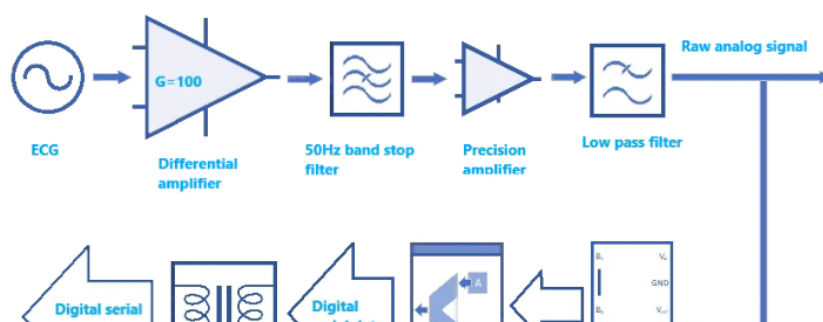 Raw analog signal
G=100
ECG
Differential
amplifier
50Hz band stop
filter
Precision
amplifier
Low pass filter
Digital serial
Digital
A
GND